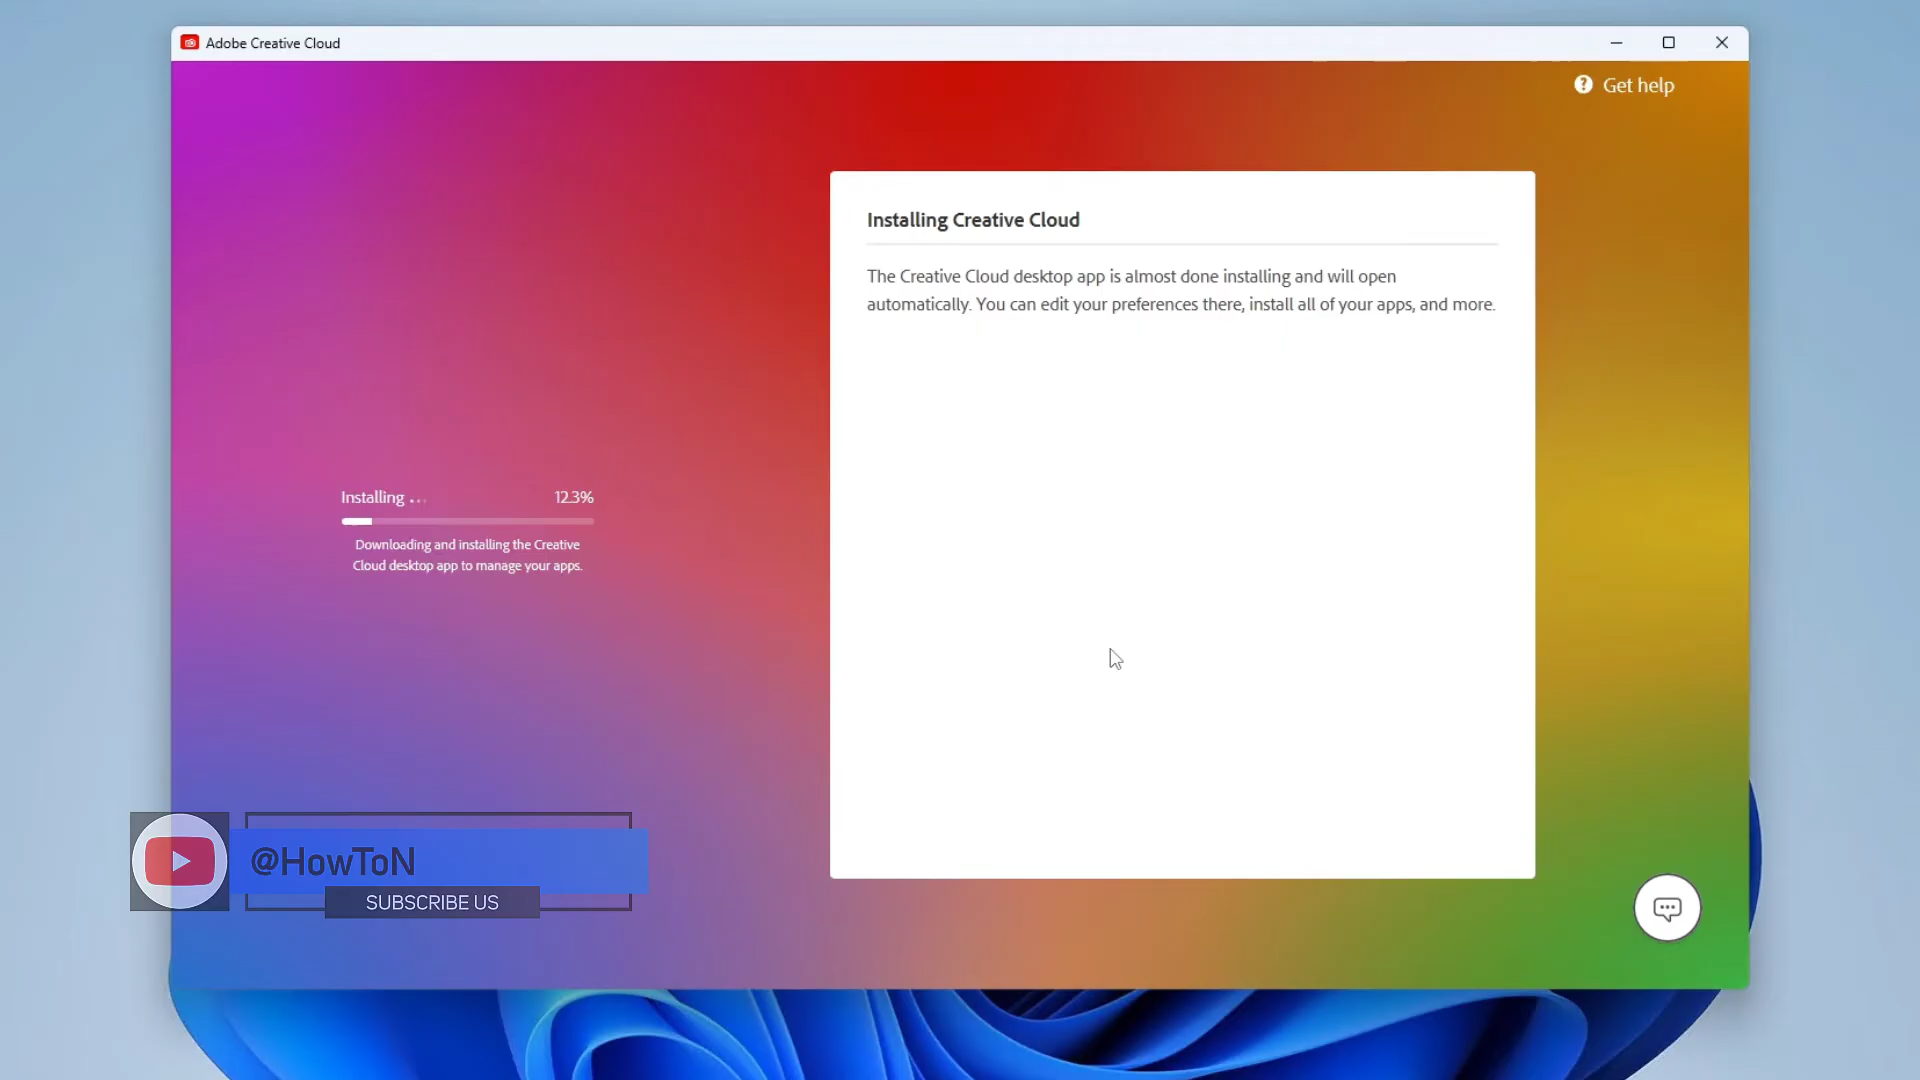 Adobe Creative Cloud
Get help
Installing Creative Cloud
The Creative Cloud desktop app is almost done installing and will open
automatically. You can edit your preferences there, install all of your apps, and more.
Installing ...
12.3%
Downloading and installing the Creative
Cloud desktop app to manage your apps.
@HowToN
SUBSCRIBE US